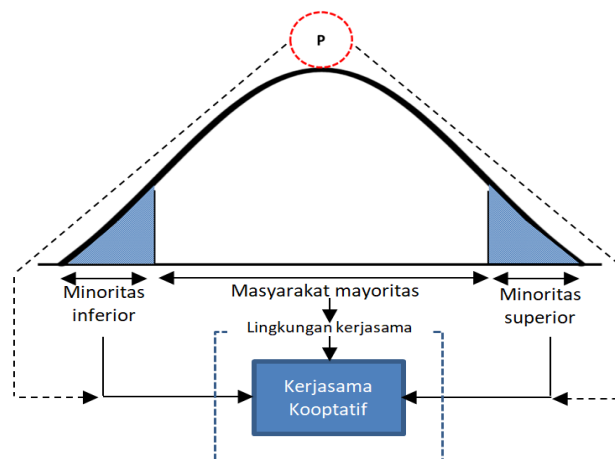 P
Minoritas
inferior
Masyarakat mayoritas
Minoritas
superior
Lingkungan kerjasama
Kerjasama
Kooptatif